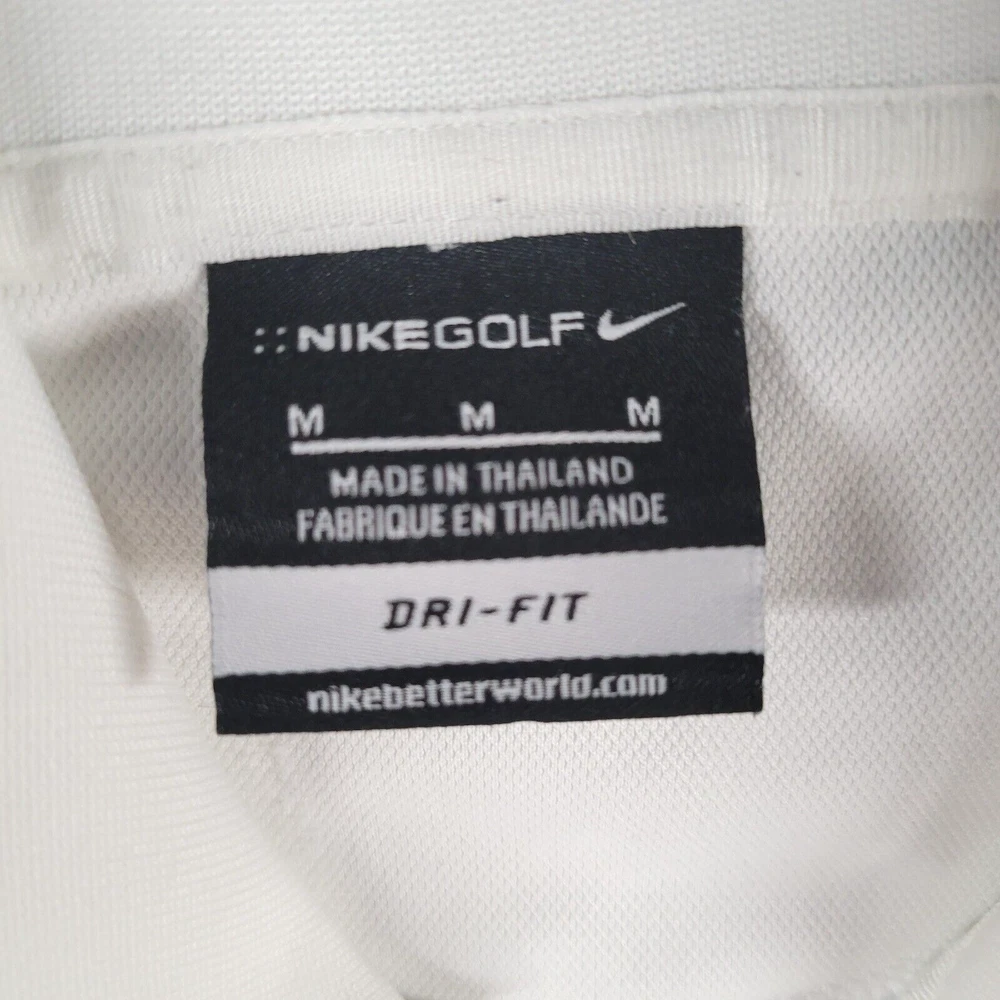 NIKEGOLF
M M M
MADE IN THAILAND
FABRIQUE EN THAILANDE
DRI-FIT
nikebetterworld.com